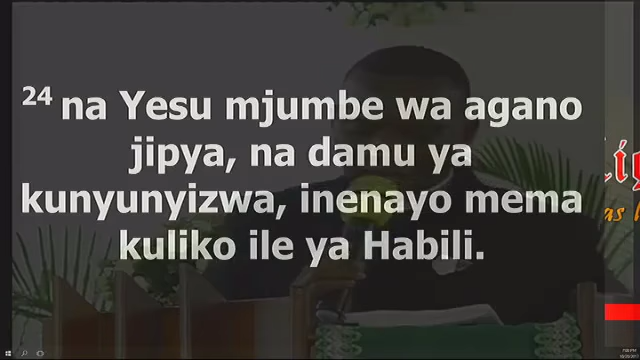 24 na Yesu mjumbe wa agano
jipya, na damu ya
kunyunyizwa, inenayo mema
kuliko ile ya Habili.